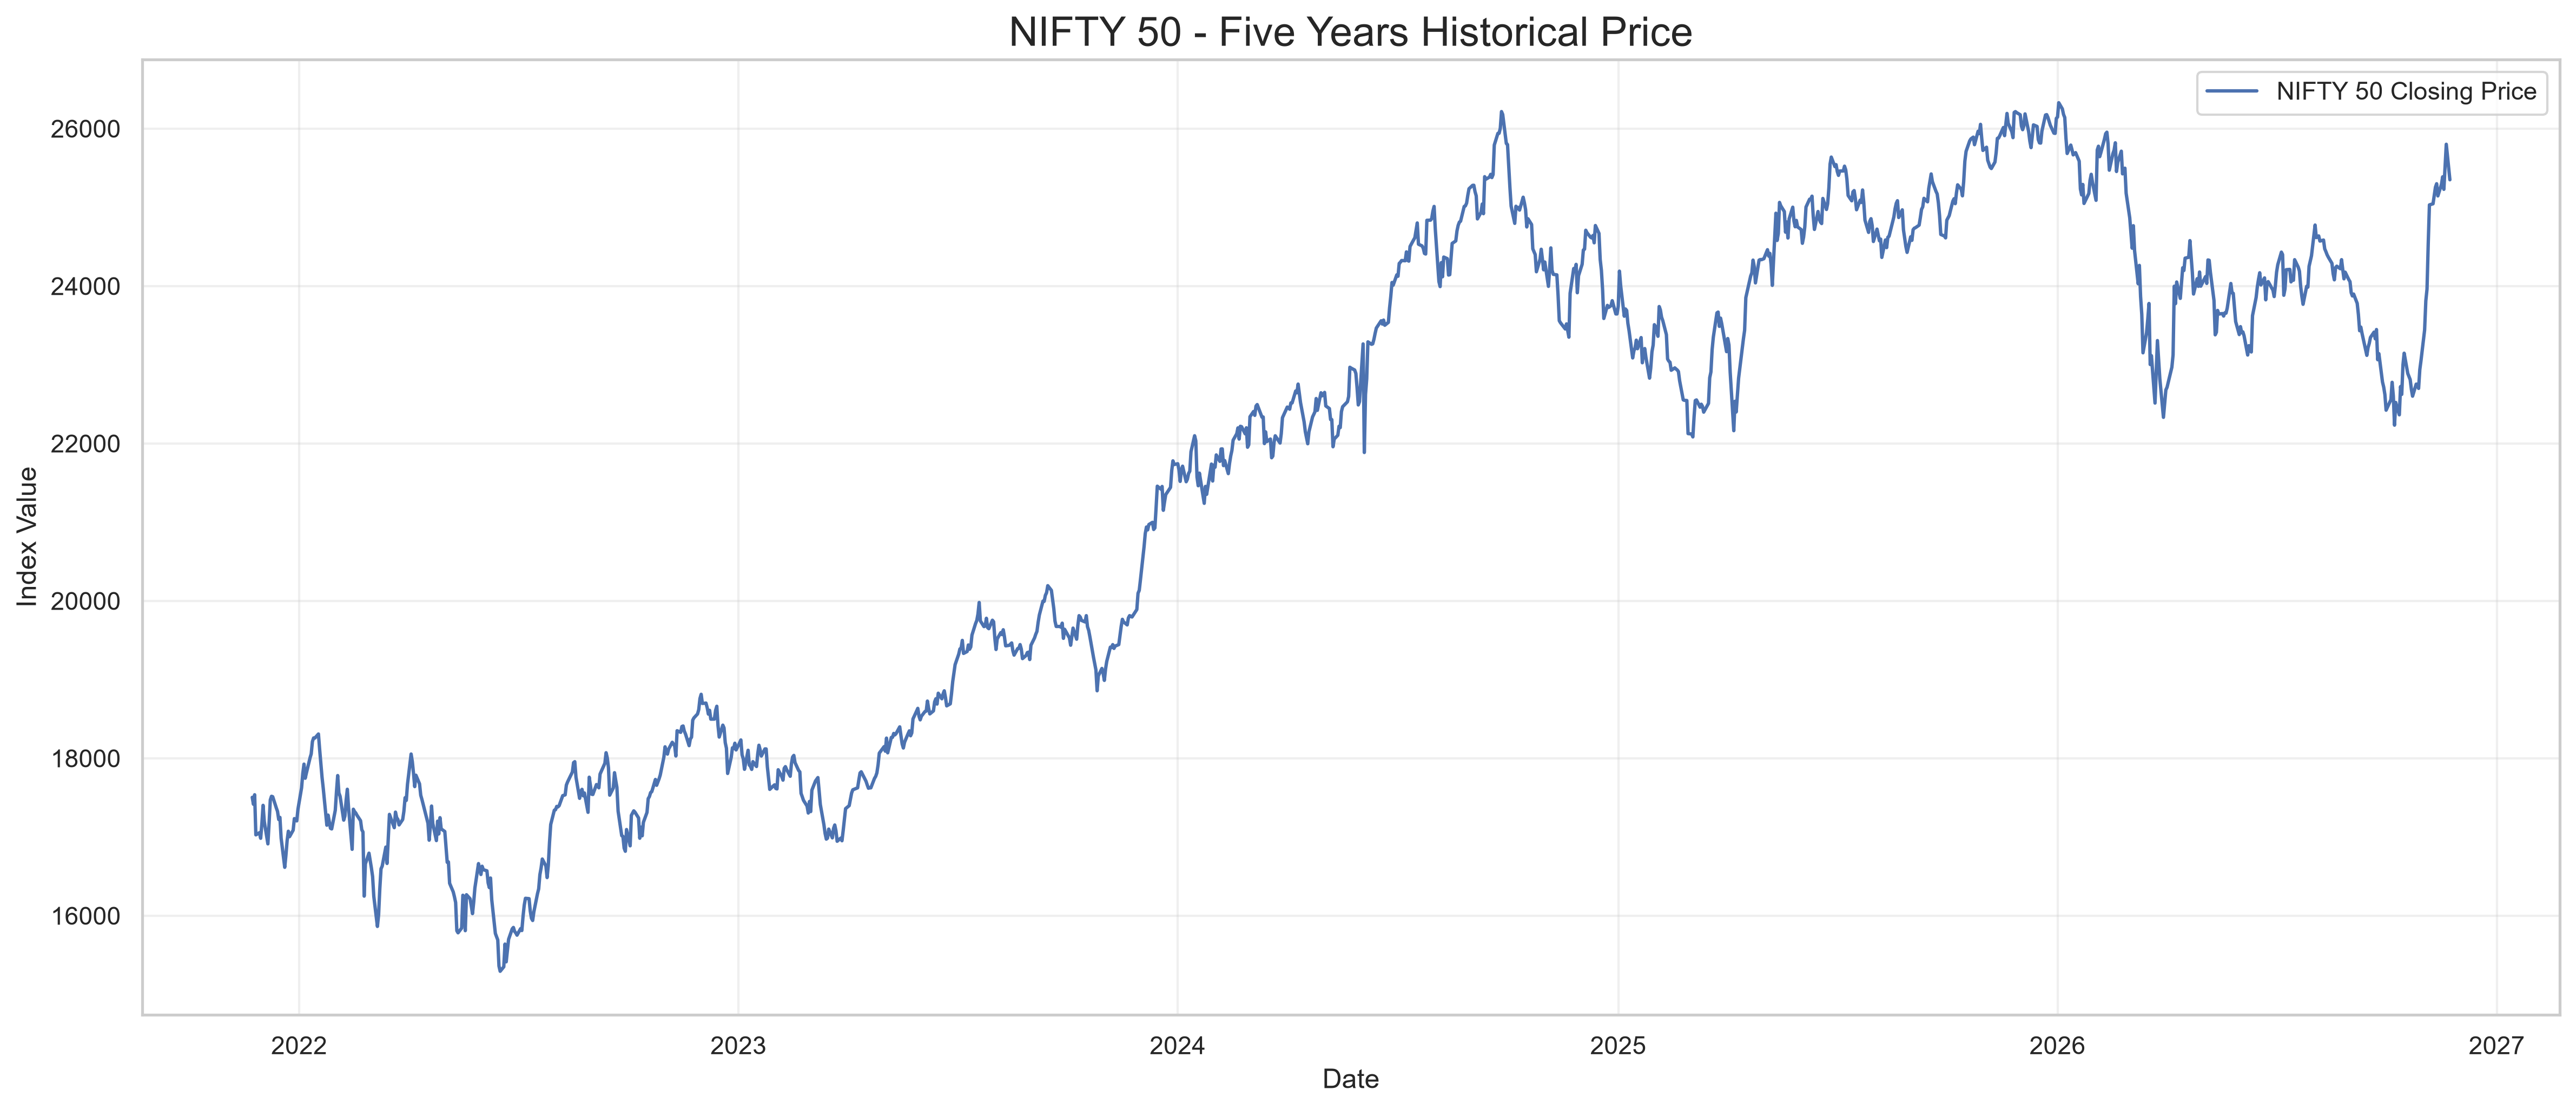 NIFTY 50 - Five Years Historical Price
NIFTY 50 Closing Price
Index Value
26000
24000
22000
20000
18000
16000
2022 2023 2024 2025 2026 2027
Date